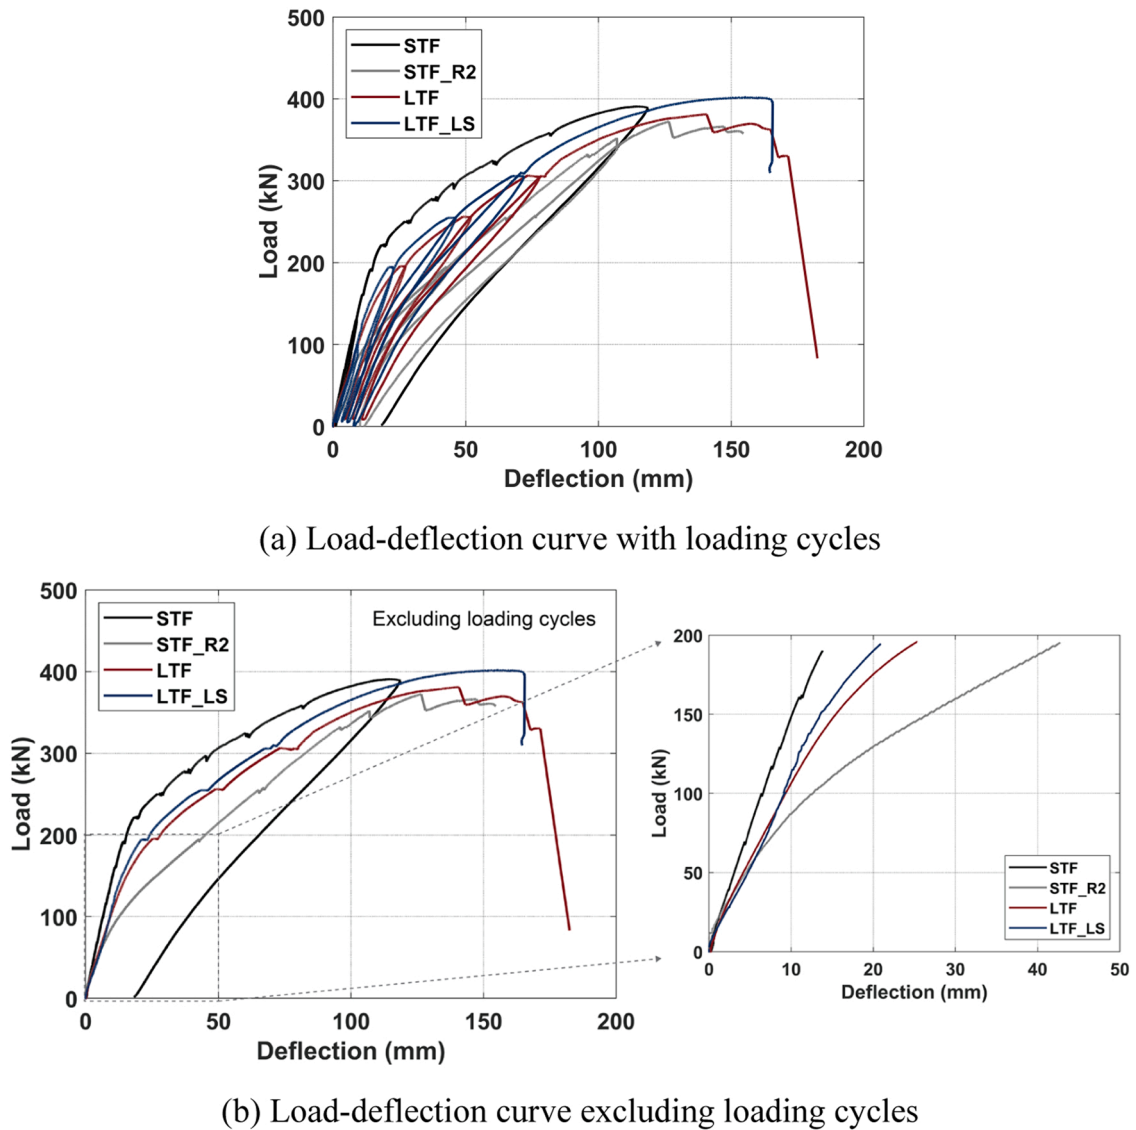 500
400
300
200
100
0
Load (kN)
STF
STF_R2
LTF
LTF_LS
0 50 100 150 200
Deflection (mm)
(a) Load-deflection curve with loading cycles
500
400
300
200
100
0
Load (kN)
STF
STF_R2
LTF
LTF_LS
Excluding loading cycles
0 50 100 150 200
Deflection (mm)
200
150
100
50
0
Load (kN)
STF
STF_R2
LTF
LTF_LS
0 10 20 30 40 50
Deflection (mm)
(b) Load-deflection curve excluding loading cycles